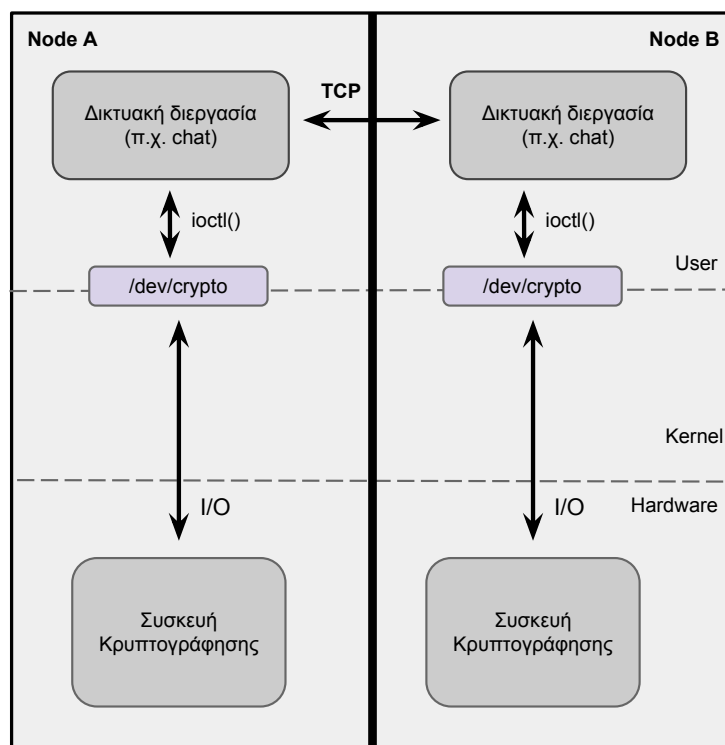 Node A
Node B
Δικτυακή διεργασία
(π.χ. chat)
TCP
Δικτυακή διεργασία
(π.χ. chat)
ioctl()
ioctl()
User
/dev/crypto
/dev/crypto
Kernel
Hardware
I/O
I/O
Συσκευή
Κρυπτογράφησης
Συσκευή
Κρυπτογράφησης